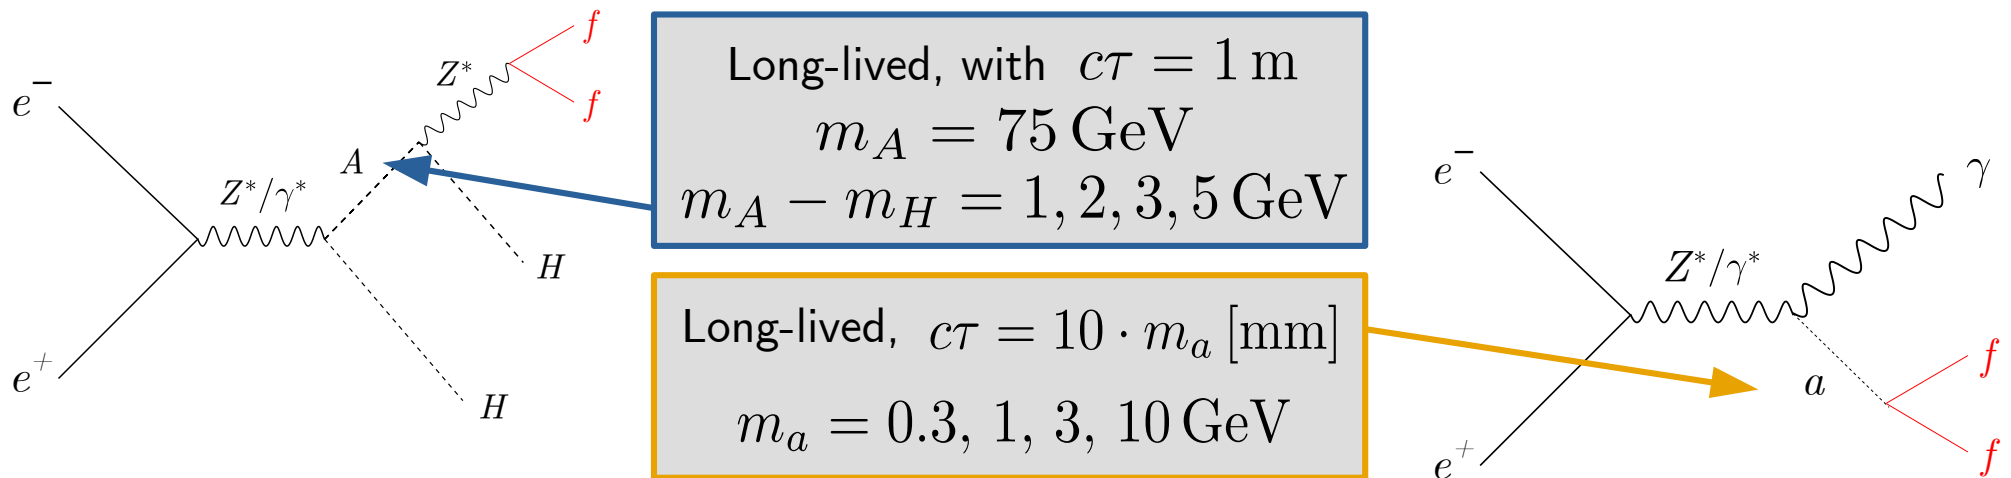 e⁻
e⁺
Z*/γ*
A
Z*
f
f
H
H
Long-lived, with cτ = 1 m
m_A = 75 GeV
m_A − m_H = 1, 2, 3, 5 GeV
Long-lived, cτ = 10 · m_a [mm]
m_a = 0.3, 1, 3, 10 GeV
e⁻
e⁺
Z*/γ*
γ
a
f
f